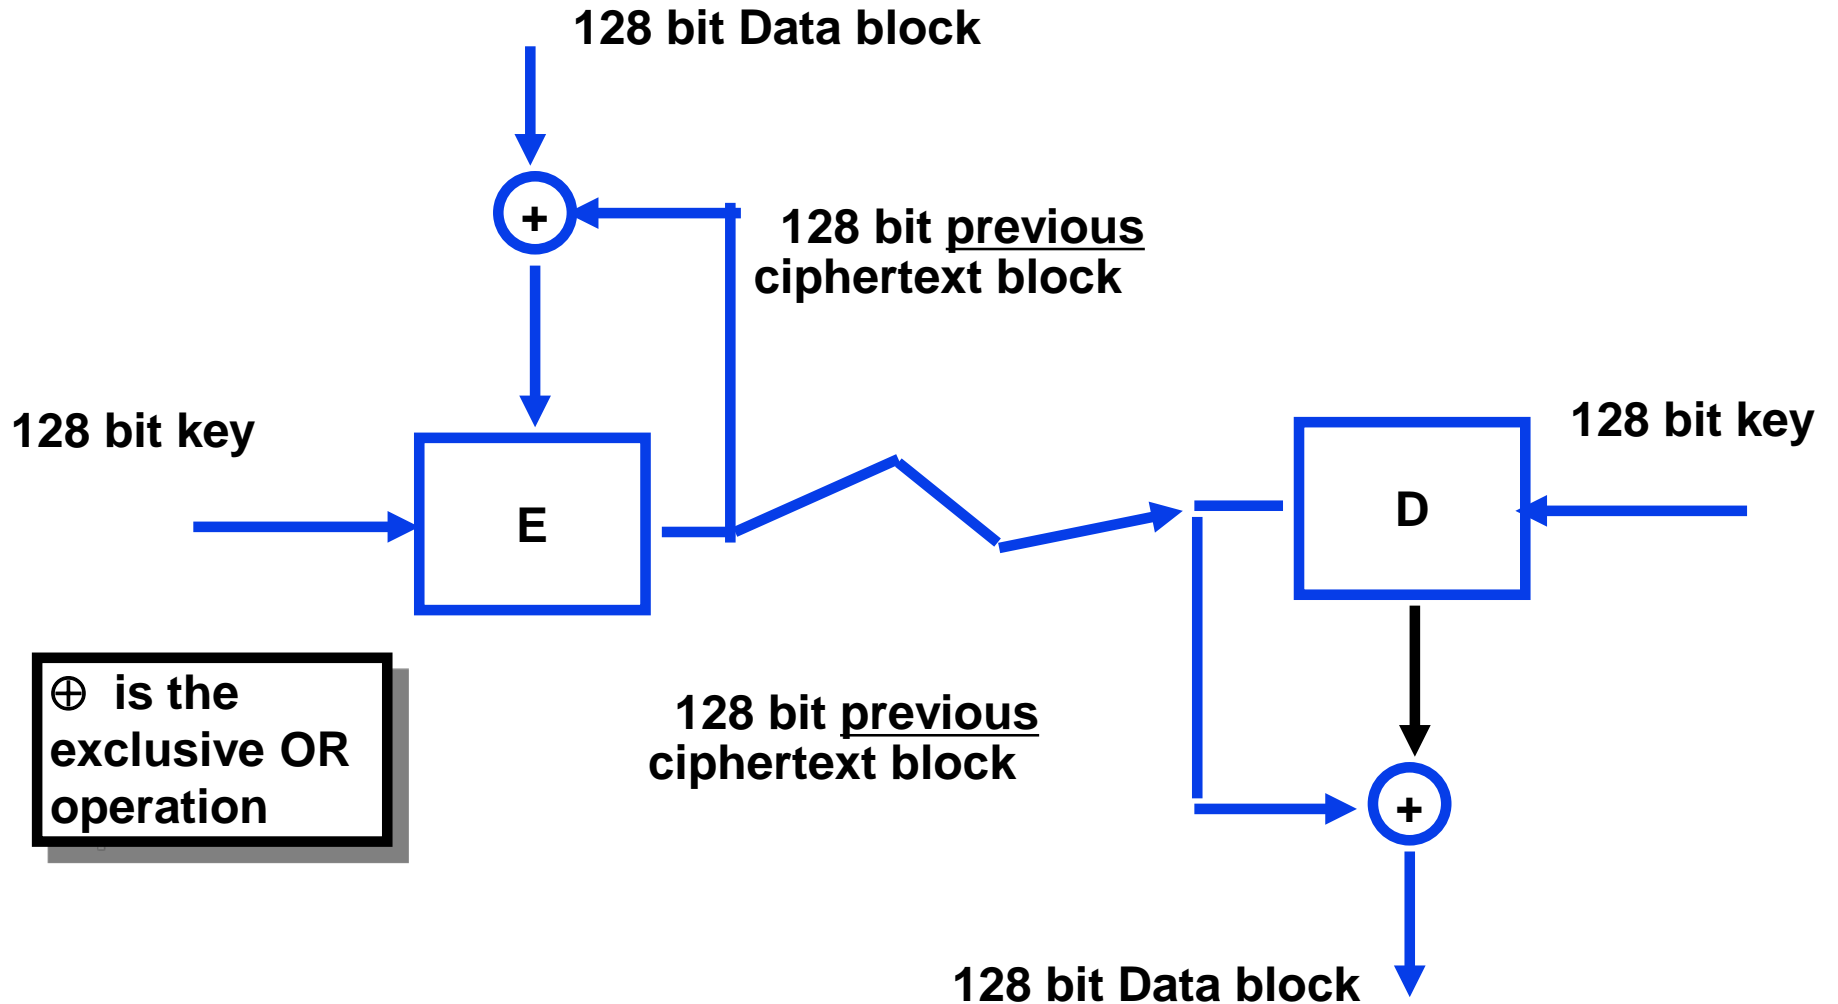 128 bit Data block
+
128 bit previous
ciphertext block
128 bit key
128 bit key
E
D
⊕ is the
exclusive OR
operation
128 bit previous
ciphertext block
+
128 bit Data block